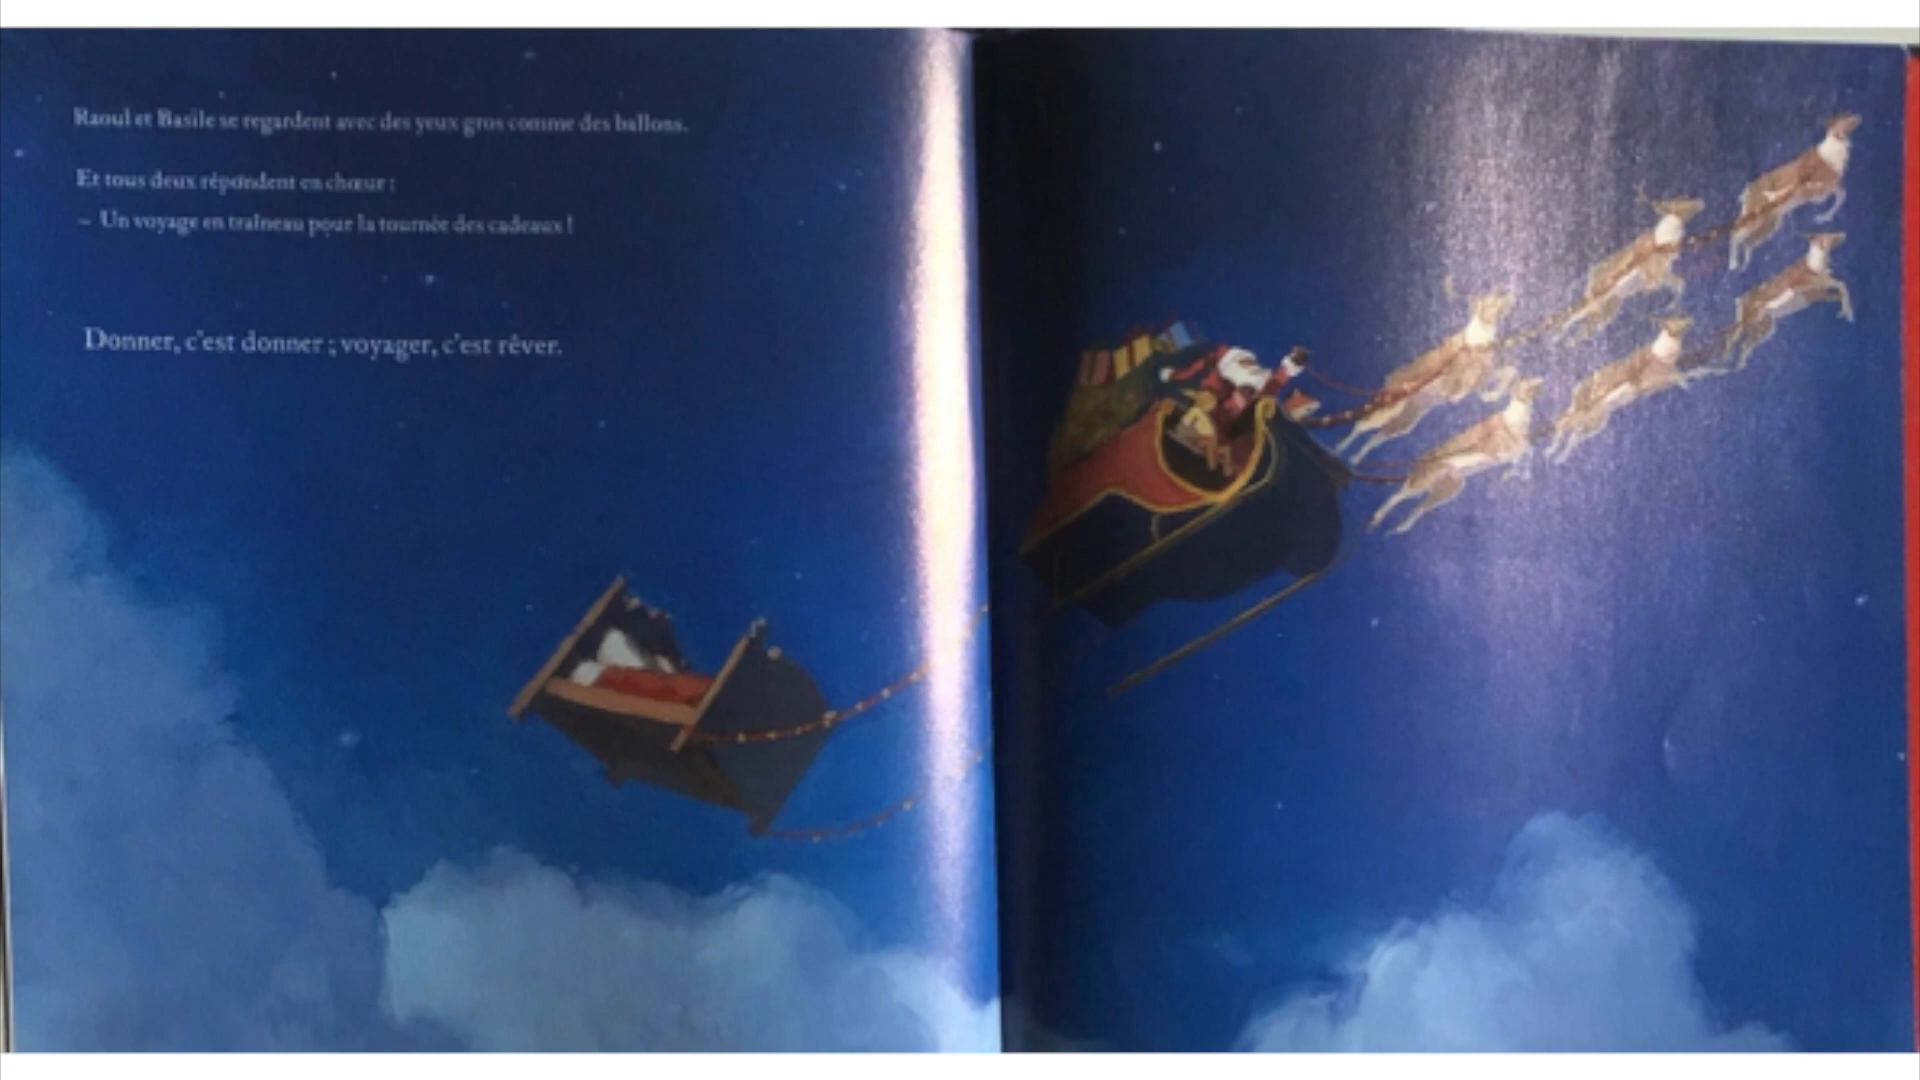 Raoul et Basile se regardent avec des yeux gros comme des ballons.
Et tous deux répondent en chœur :
– Un voyage en traîneau pour la tournée des cadeaux !
Donner, c'est donner ; voyager, c'est rêver.